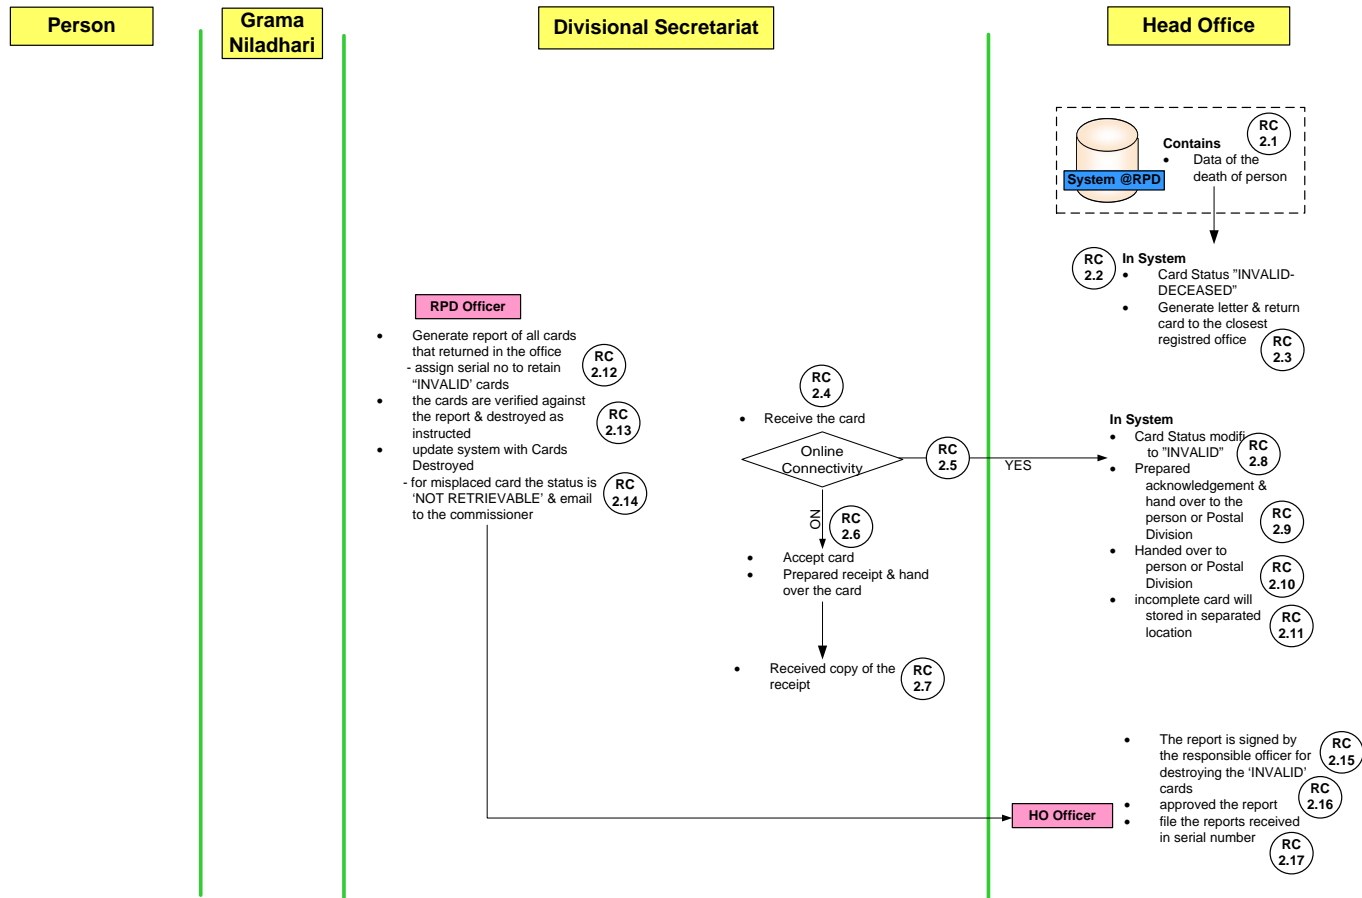 Person
Grama
Niladhari
Divisional Secretariat
Head Office
RC
2.1
Contains
• Data of the
death of person
System @RPD
RC
2.2
In System
• Card Status "INVALID-
DECEASED"
• Generate letter & return
card to the closest
registred office
RC
2.3
RPD Officer
• Generate report of all cards
that returned in the office
- assign serial no to retain
"INVALID' cards
RC
2.12
• the cards are verified against
the report & destroyed as
instructed
RC
2.13
• update system with Cards
Destroyed
- for misplaced card the status is
'NOT RETRIEVABLE' & email
to the commissioner
RC
2.14
RC
2.4
• Receive the card
Online
Connectivity
RC
2.5
YES
NO
RC
2.6
• Accept card
• Prepared receipt & hand
over the card
• Received copy of the
receipt
RC
2.7
In System
• Card Status modifi
to "INVALID"
RC
2.8
• Prepared
acknowledgement &
hand over to the
person or Postal
Division
RC
2.9
• Handed over to
person or Postal
Division
RC
2.10
• incomplete card will
stored in separated
location
RC
2.11
• The report is signed by
the responsible officer for
destroying the 'INVALID'
cards
RC
2.15
• approved the report
RC
2.16
• file the reports received
in serial number
RC
2.17
HO Officer